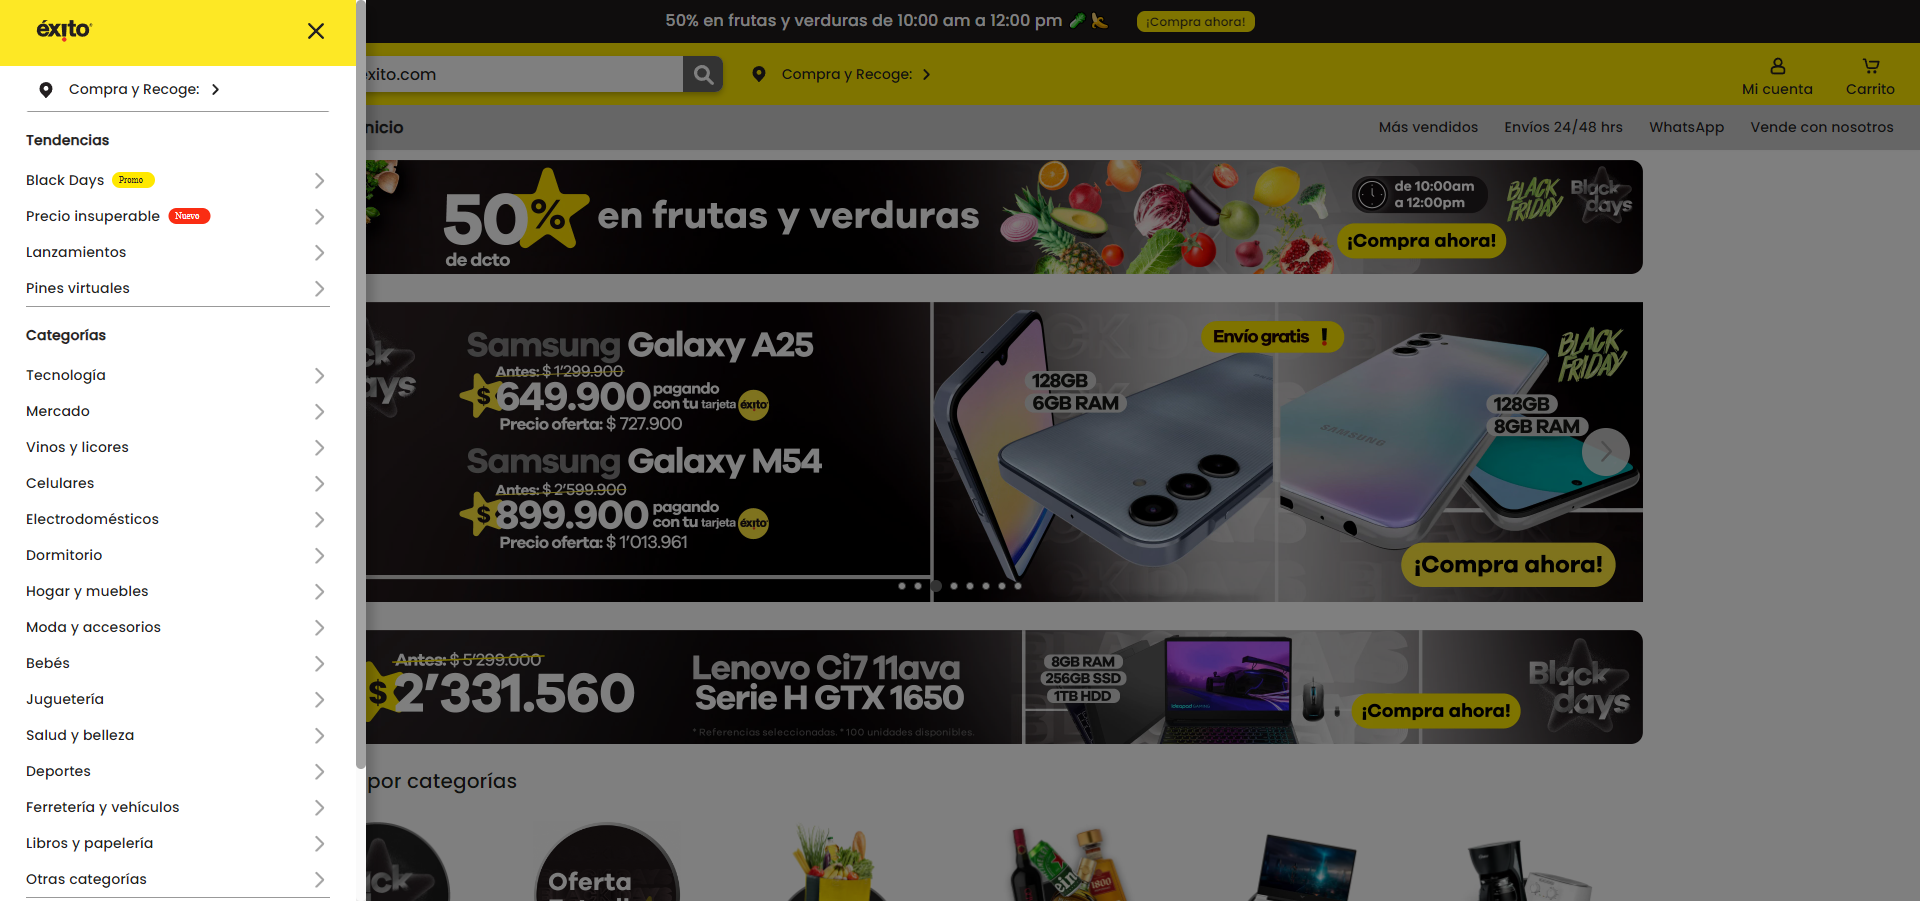 50% en frutas y verduras de 10:00 am a 12:00 pm
¡Compra ahora!
éxito
Compra y Recoge:
Tendencias
Black Days Promo
Precio insuperable Nuevo
Lanzamientos
Pines virtuales
Categorías
Tecnología
Mercado
Vinos y licores
Celulares
Electrodomésticos
Dormitorio
Hogar y muebles
Moda y accesorios
Bebés
Juguetería
Salud y belleza
Deportes
Ferretería y vehículos
Libros y papelería
Otras categorías
exito.com
Compra y Recoge:
Mi cuenta
Carrito
nicio
Más vendidos
Envíos 24/48 hrs
WhatsApp
Vende con nosotros
50%
de dcto
en frutas y verduras
de 10:00am
a 12:00pm
¡Compra ahora!
BLACK
FRIDAY
Black
days
ck
ays
Samsung Galaxy A25
Antes: $ 1'299.900
$ 649.900 pagando
con tu tarjeta éxito
Precio oferta: $ 727.900
Samsung Galaxy M54
Antes: $ 2'599.900
$ 899.900 pagando
con tu tarjeta éxito
Precio oferta: $ 1'013.961
128GB
6GB RAM
Envío gratis !
SAMSUNG
BLACK
FRIDAY
128GB
8GB RAM
¡Compra ahora!
Antes: $ 5'299.000
$ 2'331.560
Lenovo Ci7 11ava
Serie H GTX 1650
* Referencias seleccionadas. * 100 unidades disponibles.
8GB RAM
256GB SSD
1TB HDD
¡Compra ahora!
Black
days
por categorías
ck
Oferta
1800